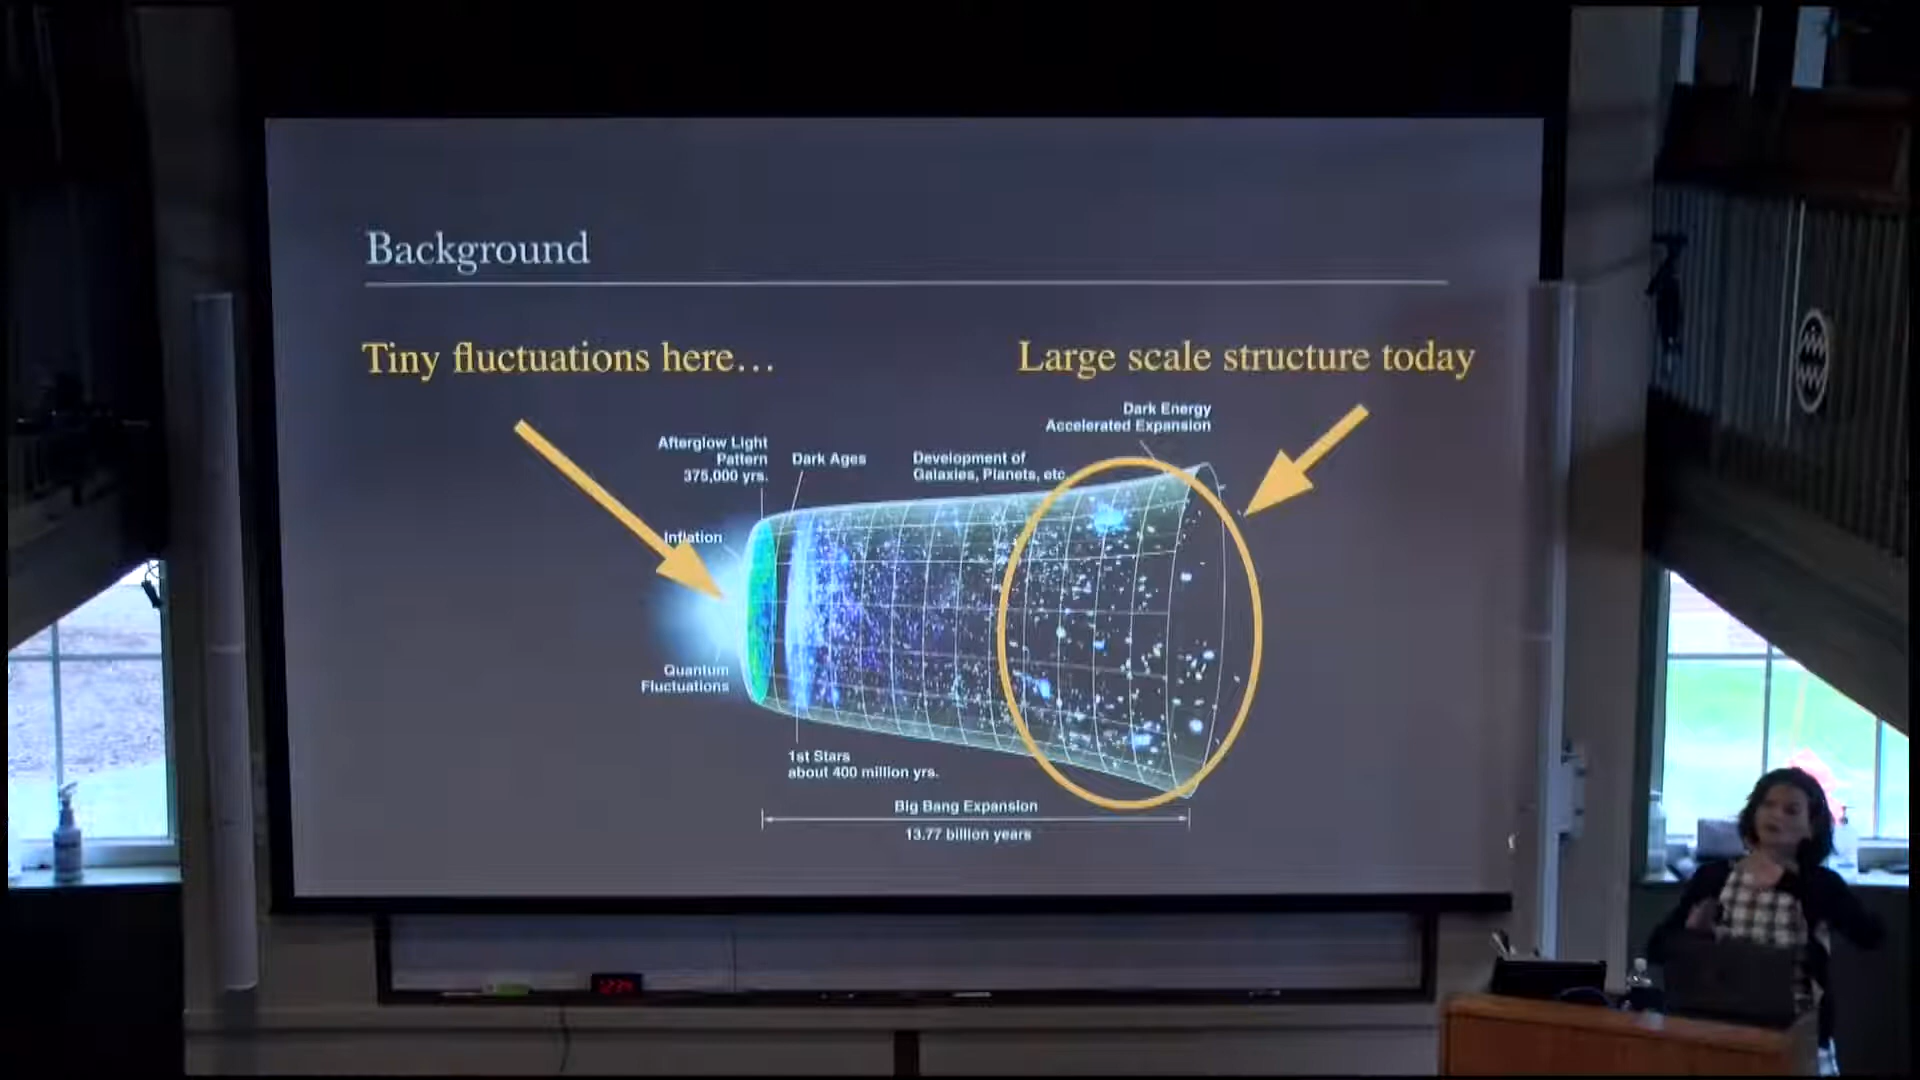 Background
Tiny fluctuations here…
Large scale structure today
Dark Energy
Accelerated Expansion
Afterglow Light
Pattern
375,000 yrs.
Dark Ages
Development of
Galaxies, Planets, etc.
Inflation
Quantum
Fluctuations
1st Stars
about 400 million yrs.
Big Bang Expansion
13.77 billion years